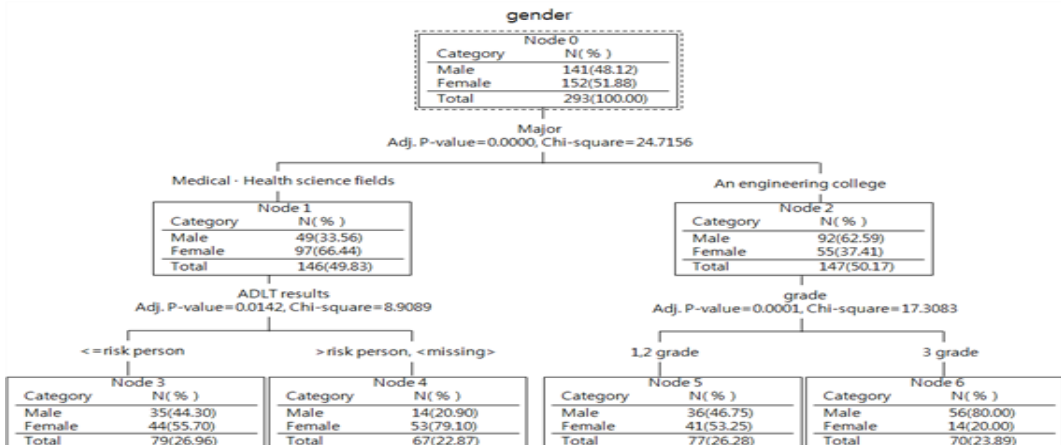 gender
Node 0
Category N( % )
Male 141(48.12)
Female 152(51.88)
Total 293(100.00)
Major
Adj. P-value=0.0000, Chi-square=24.7156
Medical · Health science fields
An engineering college
Node 1
Category N( % )
Male 49(33.56)
Female 97(66.44)
Total 146(49.83)
Node 2
Category N( % )
Male 92(62.59)
Female 55(37.41)
Total 147(50.17)
ADLT results
Adj. P-value=0.0142, Chi-square=8.9089
grade
Adj. P-value=0.0001, Chi-square=17.3083
<=risk person
>risk person, <missing>
1,2 grade
3 grade
Node 3
Category N( % )
Male 35(44.30)
Female 44(55.70)
Total 79(26.96)
Node 4
Category N( % )
Male 14(20.90)
Female 53(79.10)
Total 67(22.87)
Node 5
Category N( % )
Male 36(46.75)
Female 41(53.25)
Total 77(26.28)
Node 6
Category N( % )
Male 56(80.00)
Female 14(20.00)
Total 70(23.89)